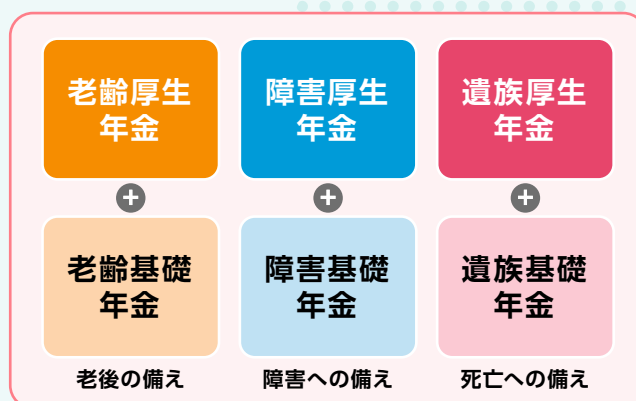 老齢厚生
年金
障害厚生
年金
遺族厚生
年金
+
+
+
老齢基礎
年金
障害基礎
年金
遺族基礎
年金
老後の備え
障害への備え
死亡への備え